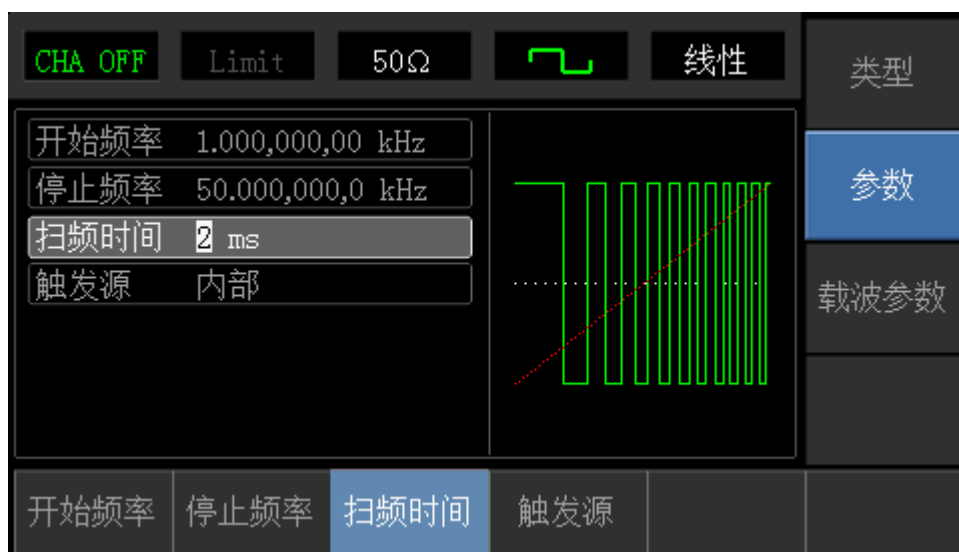 CHA OFF Limit 50Ω 线性
类型
开始频率 1.000,000,00 kHz
停止频率 50.000,000,0 kHz
参数
扫频时间 2 ms
触发源 内部
载波参数
开始频率 停止频率 扫频时间 触发源